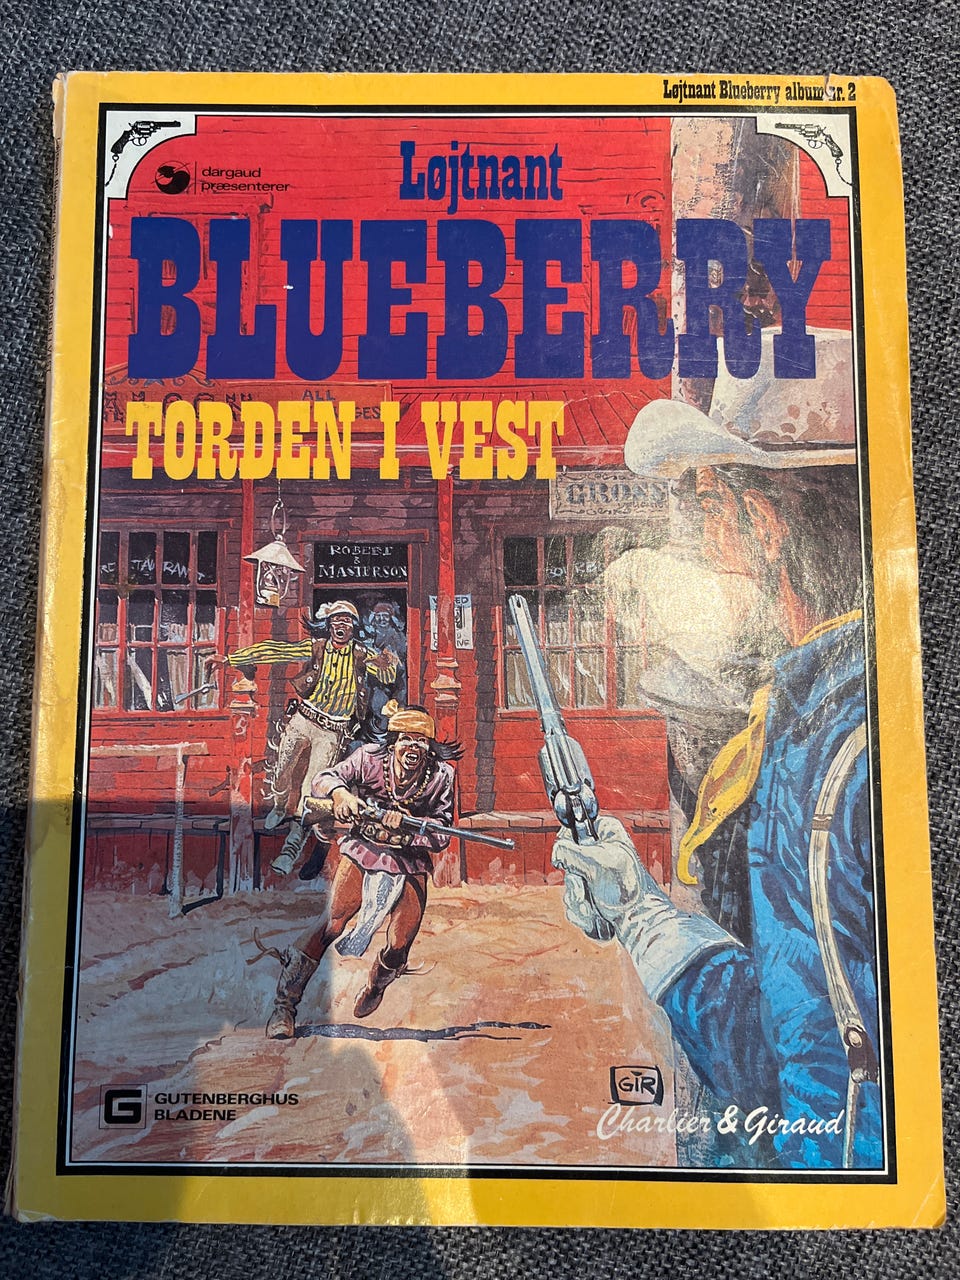 Løjtnant Blueberry album nr. 2
dargaud
præsenterer
Løjtnant
BLUEBERRY
ALL
TORDEN I VEST
GROSS
ROBERT
&
MASTERSON
GIR
Charlier & Giraud
G GUTENBERGHUS
BLADENE